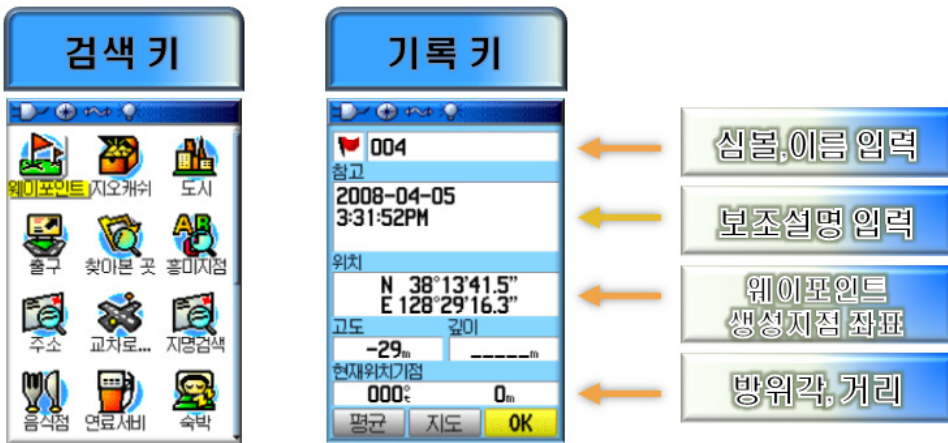 검색 키
웨이포인트 지오캐쉬 도시
출구 찾아본 곳 흥미지점
주소 교차로... 지명검색
음식점 연료서비 숙박
기록 키
004
참고
2008-04-05
3:31:52PM
위치
N 38°13'41.5"
E 128°29'16.3"
고도 깊이
-29m _____m
현재위치기점
000°t 0m
평균 지도 OK
심볼,이름 입력
보조설명 입력
웨이포인트
생성지점 좌표
방위각, 거리